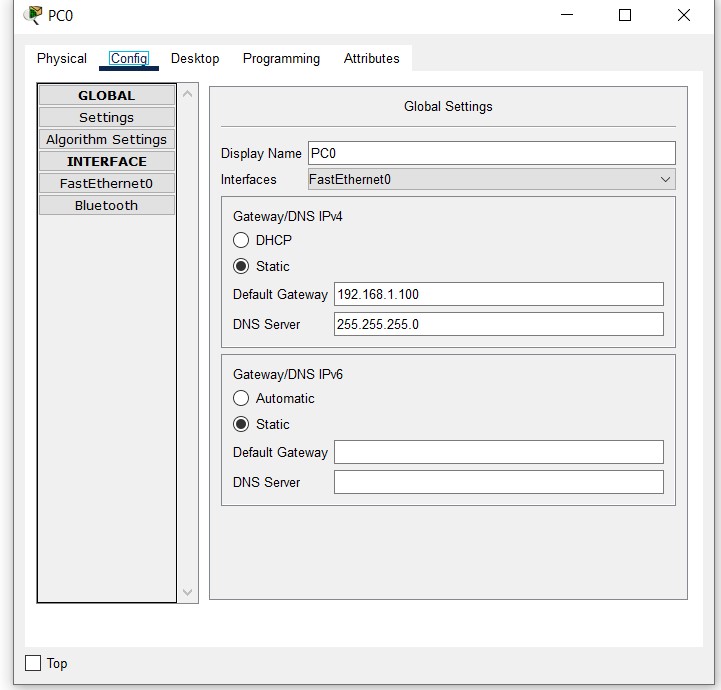 PC0
Physical Config Desktop Programming Attributes
GLOBAL
Settings
Algorithm Settings
INTERFACE
FastEthernet0
Bluetooth
Global Settings
Display Name PC0
Interfaces FastEthernet0
Gateway/DNS IPv4
DHCP
Static
Default Gateway 192.168.1.100
DNS Server 255.255.255.0
Gateway/DNS IPv6
Automatic
Static
Default Gateway
DNS Server
Top